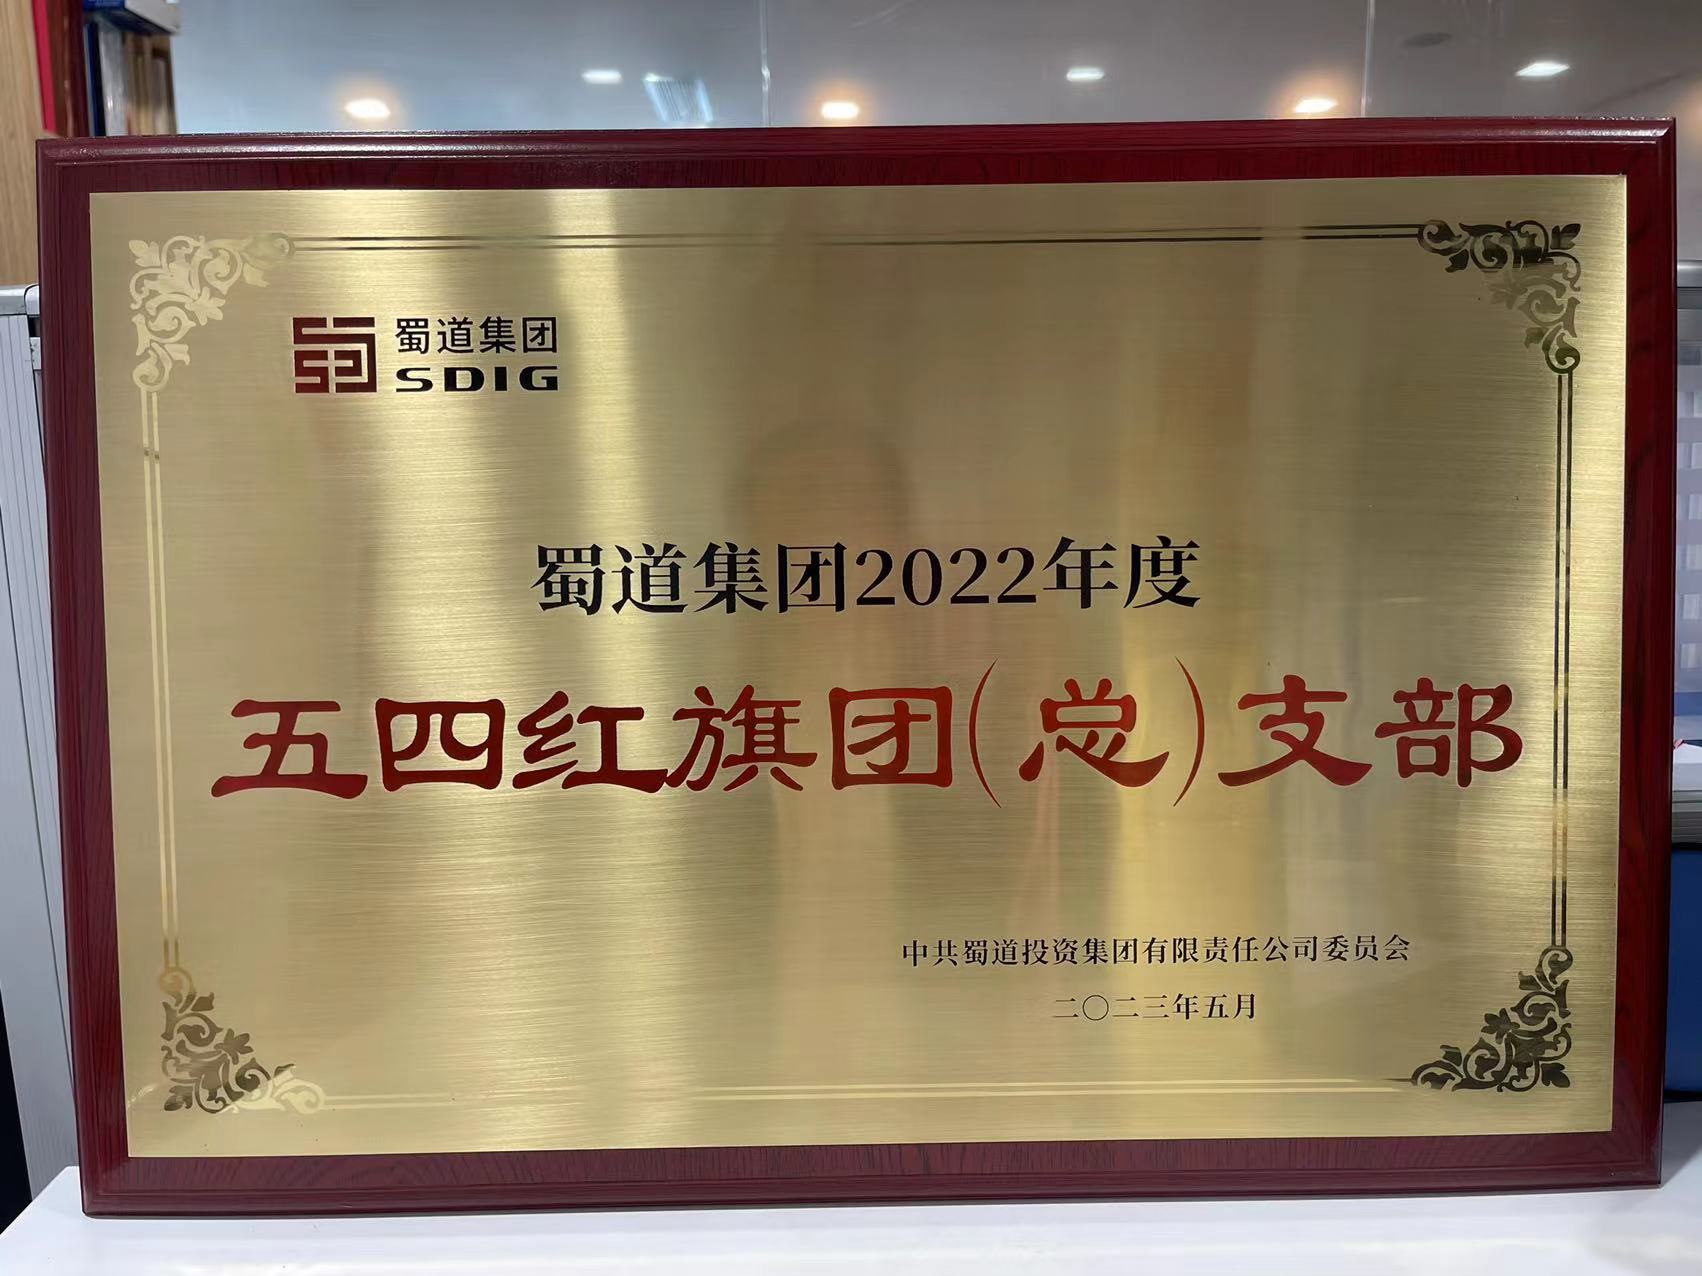 蜀道集团
SDIG
蜀道集团2022年度
五四红旗团(总)支部
中共蜀道投资集团有限责任公司委员会
二〇二三年五月